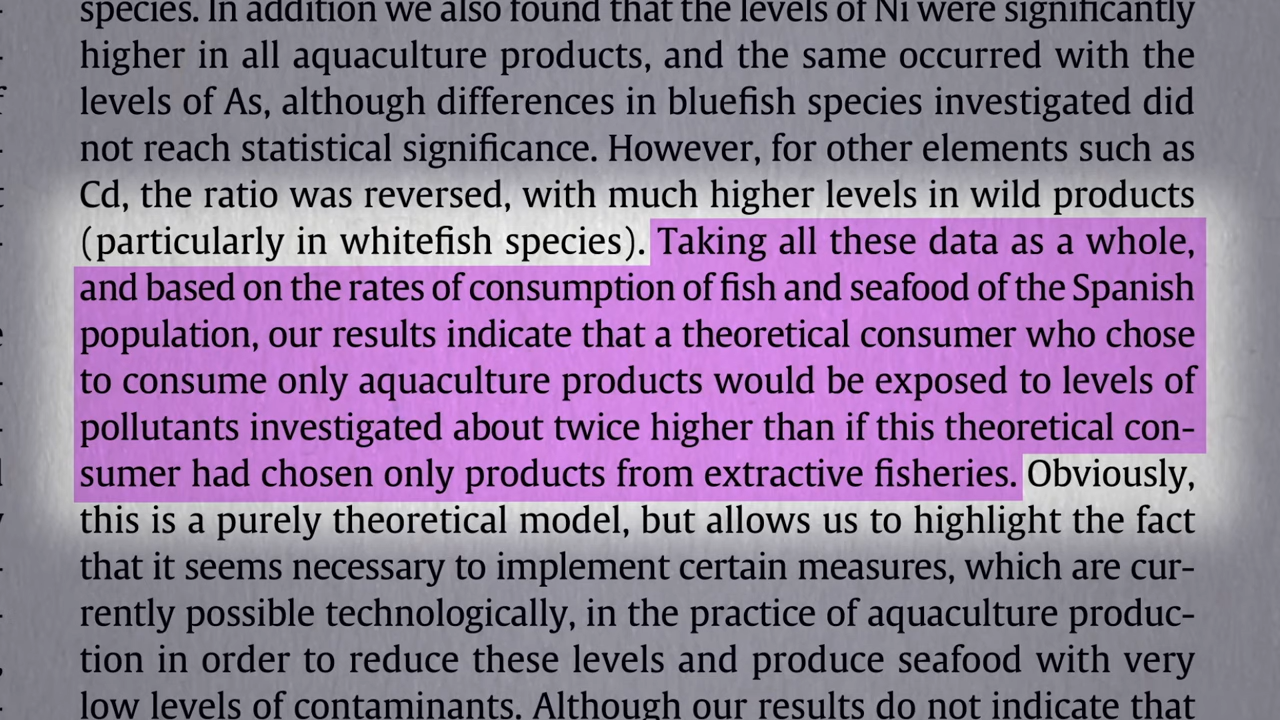 species. In addition we also found that the levels of Ni were significantly
higher in all aquaculture products, and the same occurred with the
levels of As, although differences in bluefish species investigated did
not reach statistical significance. However, for other elements such as
Cd, the ratio was reversed, with much higher levels in wild products
(particularly in whitefish species). Taking all these data as a whole,
and based on the rates of consumption of fish and seafood of the Spanish
population, our results indicate that a theoretical consumer who chose
to consume only aquaculture products would be exposed to levels of
pollutants investigated about twice higher than if this theoretical con-
sumer had chosen only products from extractive fisheries. Obviously,
this is a purely theoretical model, but allows us to highlight the fact
that it seems necessary to implement certain measures, which are cur-
rently possible technologically, in the practice of aquaculture produc-
tion in order to reduce these levels and produce seafood with very
low levels of contaminants. Although our results do not indicate that